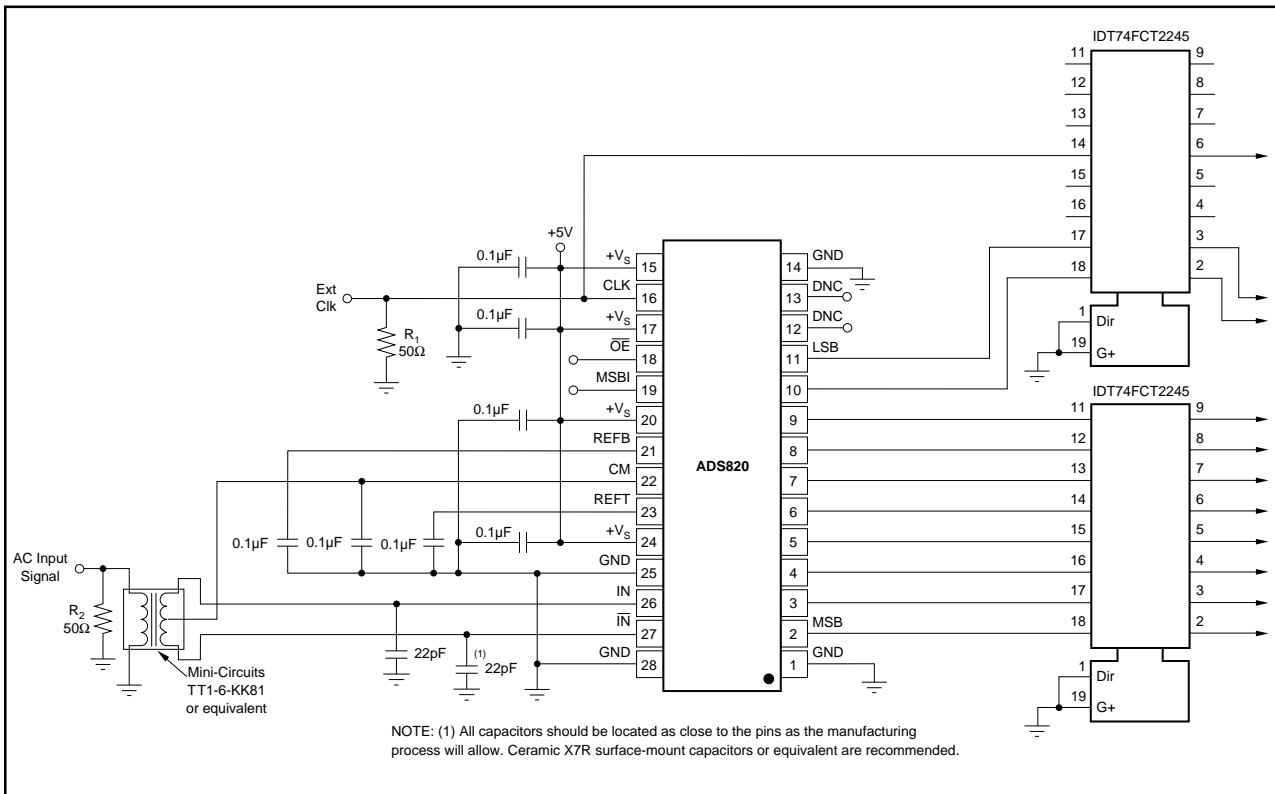 IDT74FCT2245
11
12
13
14
15
16
17
18
9
8
7
6
5
4
3
2
1
Dir
19
G+
+5V
0.1µF
0.1µF
Ext
Clk
R1
50Ω
+VS
15
CLK
16
+VS
17
OE
18
MSBI
19
0.1µF
+VS
20
REFB
21
CM
22
REFT
23
0.1µF
+VS
24
GND
25
IN
26
IN
27
GND
28
0.1µF
0.1µF
0.1µF
AC Input
Signal
R2
50Ω
Mini-Circuits
TT1-6-KK81
or equivalent
22pF
(1)
22pF
ADS820
14
GND
13
DNC
12
DNC
11
LSB
10
9
8
7
6
5
4
3
2
MSB
1
GND
IDT74FCT2245
11
12
13
14
15
16
17
18
9
8
7
6
5
4
3
2
1
Dir
19
G+
NOTE: (1) All capacitors should be located as close to the pins as the manufacturing
process will allow. Ceramic X7R surface-mount capacitors or equivalent are recommended.